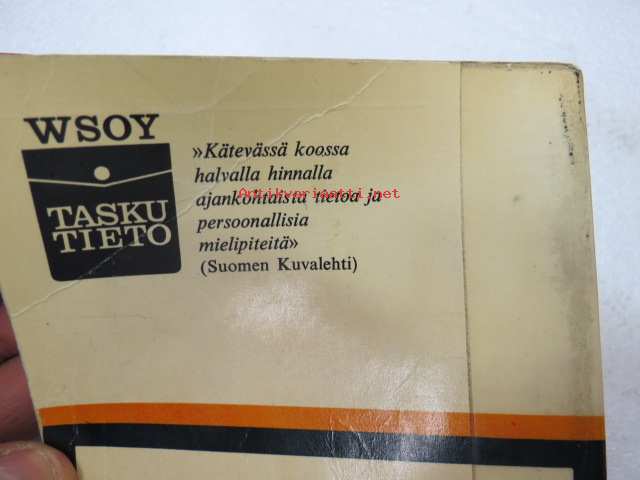 WSOY
TASKU
TIETO
»Kätevässä koossa
halvalla hinnalla
ajankohtaista tietoa ja
persoonallisia
mielipiteitä»
(Suomen Kuvalehti)
Antikvariaatti.net